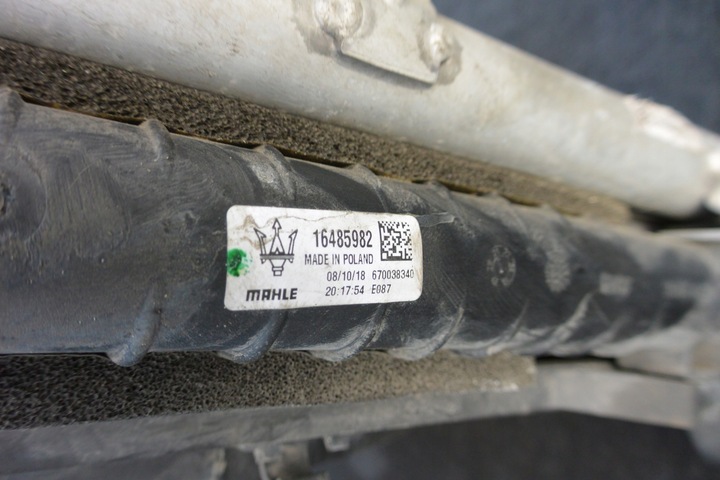 16485982
MADE IN POLAND
08/10/18 670038340
MAHLE 20:17:54 E087